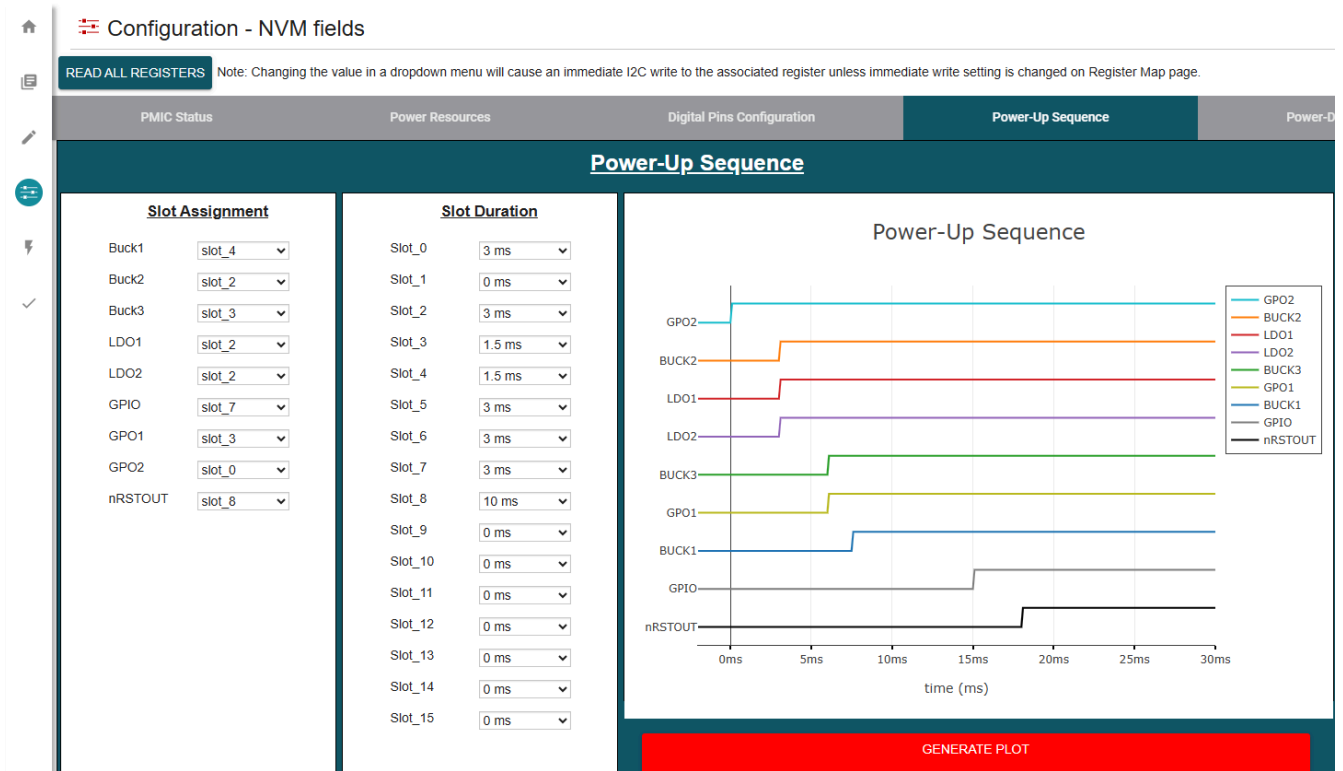 Configuration - NVM fields
READ ALL REGISTERS
Note: Changing the value in a dropdown menu will cause an immediate I2C write to the associated register unless immediate write setting is changed on Register Map page.
PMIC Status
Power Resources
Digital Pins Configuration
Power-Up Sequence
Power-D
Power-Up Sequence
Slot Assignment
Buck1 slot_4
Buck2 slot_2
Buck3 slot_3
LDO1 slot_2
LDO2 slot_2
GPIO slot_7
GPO1 slot_3
GPO2 slot_0
nRSTOUT slot_8
Slot Duration
Slot_0 3 ms
Slot_1 0 ms
Slot_2 3 ms
Slot_3 1.5 ms
Slot_4 1.5 ms
Slot_5 3 ms
Slot_6 3 ms
Slot_7 3 ms
Slot_8 10 ms
Slot_9 0 ms
Slot_10 0 ms
Slot_11 0 ms
Slot_12 0 ms
Slot_13 0 ms
Slot_14 0 ms
Slot_15 0 ms
Power-Up Sequence
GPO2
BUCK2
LDO1
LDO2
BUCK3
GPO1
BUCK1
GPIO
nRSTOUT
0ms 5ms 10ms 15ms 20ms 25ms 30ms
time (ms)
GPO2
BUCK2
LDO1
LDO2
BUCK3
GPO1
BUCK1
GPIO
nRSTOUT
GENERATE PLOT